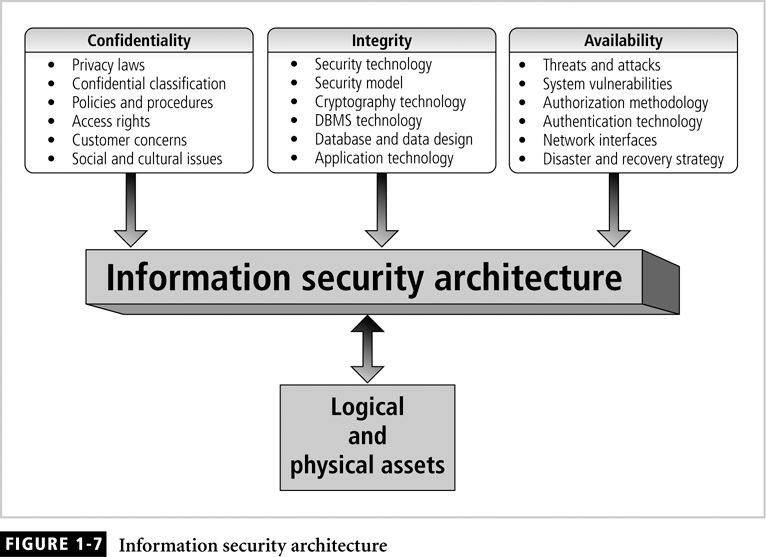 Confidentiality
• Privacy laws
• Confidential classification
• Policies and procedures
• Access rights
• Customer concerns
• Social and cultural issues
Integrity
• Security technology
• Security model
• Cryptography technology
• DBMS technology
• Database and data design
• Application technology
Availability
• Threats and attacks
• System vulnerabilities
• Authorization methodology
• Authentication technology
• Network interfaces
• Disaster and recovery strategy
Information security architecture
Logical
and
physical assets
FIGURE 1-7 Information security architecture